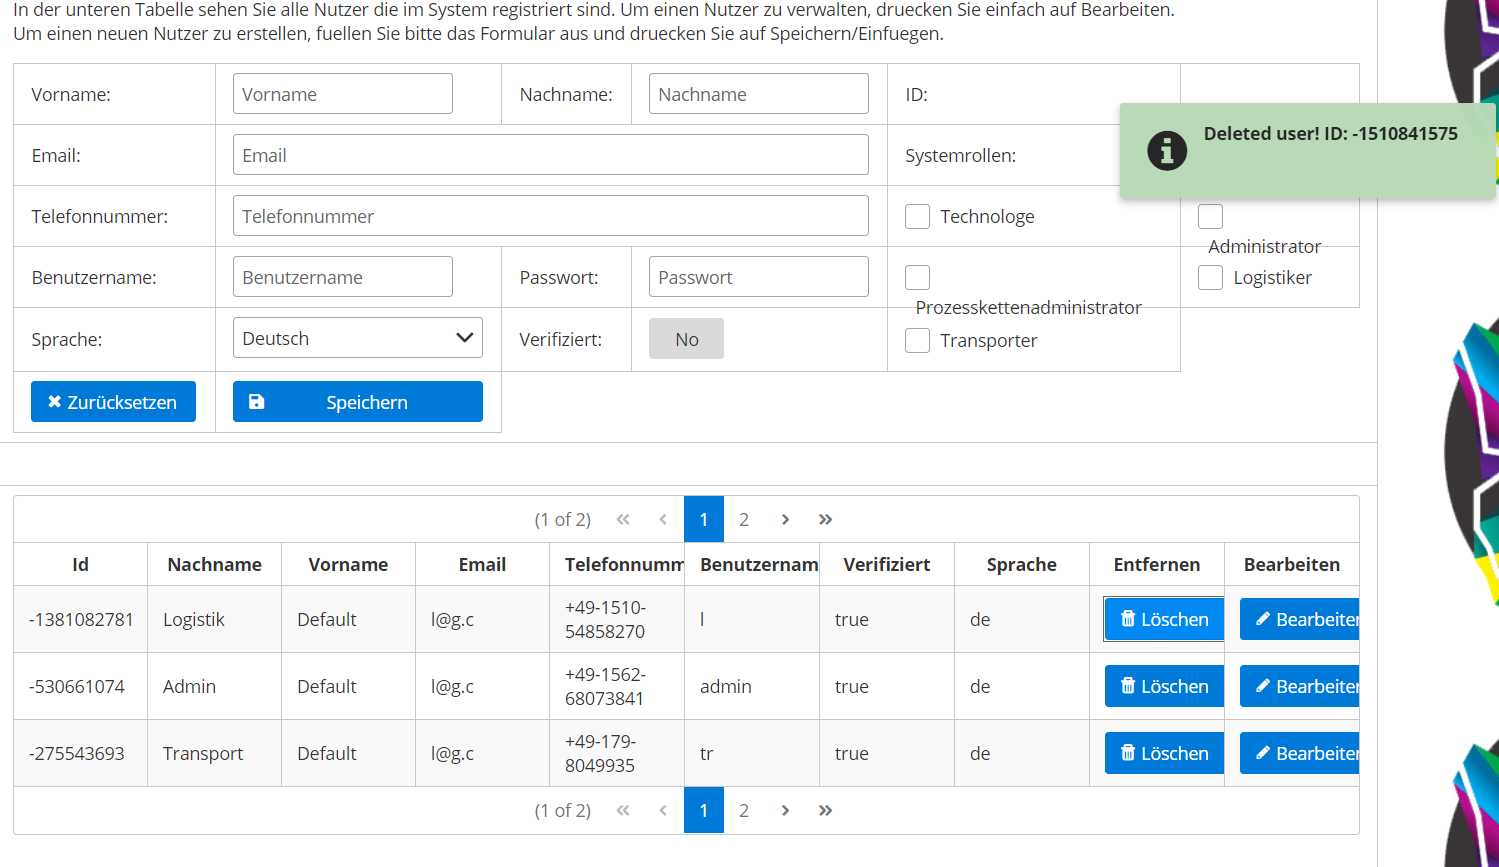 In der unteren Tabelle sehen Sie alle Nutzer die im System registriert sind. Um einen Nutzer zu verwalten, druecken Sie einfach auf Bearbeiten.
Um einen neuen Nutzer zu erstellen, fuellen Sie bitte das Formular aus und druecken Sie auf Speichern/Einfuegen.
Vorname: Vorname Nachname: Nachname ID:
Deleted user! ID: -1510841575
Email: Email Systemrollen:
Telefonnummer: Telefonnummer Technologe
Administrator
Benutzername: Benutzername Passwort: Passwort Logistiker
Prozesskettenadministrator
Sprache: Deutsch Verifiziert: No Transporter
Zurücksetzen Speichern
(1 of 2) 1 2
Id Nachname Vorname Email Telefonnumm Benutzernam Verifiziert Sprache Entfernen Bearbeiten
-1381082781 Logistik Default l@g.c +49-1510-
54858270 l true de Löschen Bearbeiten
-530661074 Admin Default l@g.c +49-1562-
68073841 admin true de Löschen Bearbeiten
-275543693 Transport Default l@g.c +49-179-
8049935 tr true de Löschen Bearbeiten
(1 of 2) 1 2